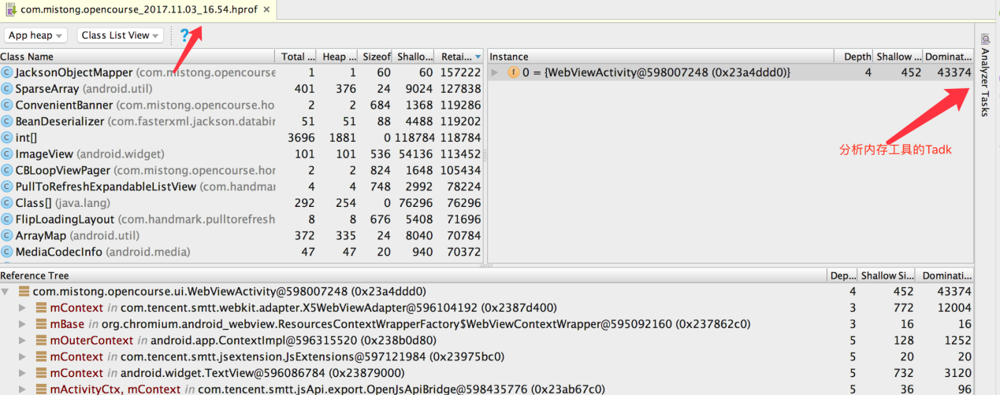 com.mistong.opencourse_2017.11.03_16.54.hprof ×
App heap Class List View ?
Class Name Total ... Heap ... Sizeof Shallo... Retai...
JacksonObjectMapper (com.mistong.opencourse 1 1 60 60 157222
SparseArray (android.util) 401 376 24 9024 127838
ConvenientBanner (com.mistong.opencourse.ho 2 2 684 1368 119286
BeanDeserializer (com.fasterxml.jackson.databir 51 51 88 4488 119202
int[] 3696 1881 0 118784 118784
ImageView (android.widget) 101 101 536 54136 113452
CBLoopViewPager (com.mistong.opencourse.hor 2 2 824 1648 105434
PullToRefreshExpandableListView (com.handmar 4 4 748 2992 78224
Class[] (java.lang) 292 254 0 76296 76296
FlipLoadingLayout (com.handmark.pulltorefresh 8 8 676 5408 71696
ArrayMap (android.util) 372 335 24 8040 70784
MediaCodecInfo (android.media) 47 47 20 940 70372
Instance Depth Shallow ... Dominat...
0 = {WebViewActivity@598007248 (0x23a4ddd0)} 4 452 43374
分析内存工具的Tadk
Analyzer Tasks
Reference Tree Dep... Shallow Si... Dominati...
com.mistong.opencourse.ui.WebViewActivity@598007248 (0x23a4ddd0) 4 452 43374
mContext in com.tencent.smtt.webkit.adapter.X5WebViewAdapter@596104192 (0x2387d400) 3 772 12004
mBase in org.chromium.android_webview.ResourcesContextWrapperFactory$WebViewContextWrapper@595092160 (0x237862c0) 3 16 16
mOuterContext in android.app.ContextImpl@596315520 (0x238b0d80) 5 128 1252
mContext in com.tencent.smtt.jsextension.JsExtensions@597121984 (0x23975bc0) 5 20 20
mContext in android.widget.TextView@596086784 (0x23879000) 5 732 3120
mActivityCtx, mContext in com.tencent.smtt.jsApi.export.OpenJsApiBridge@598435776 (0x23ab67c0) 5 36 96